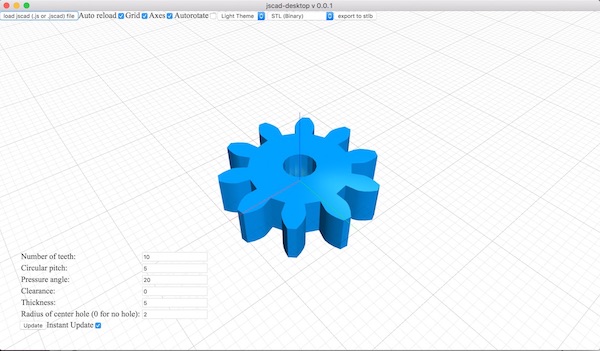 jscad-desktop v 0.0.1
load jscad (.js or .jscad) file Auto reload Grid Axes Autorotate Light Theme STL (Binary) export to stlb
Number of teeth: 10
Circular pitch: 5
Pressure angle: 20
Clearance: 0
Thickness: 5
Radius of center hole (0 for no hole): 2
Update Instant Update